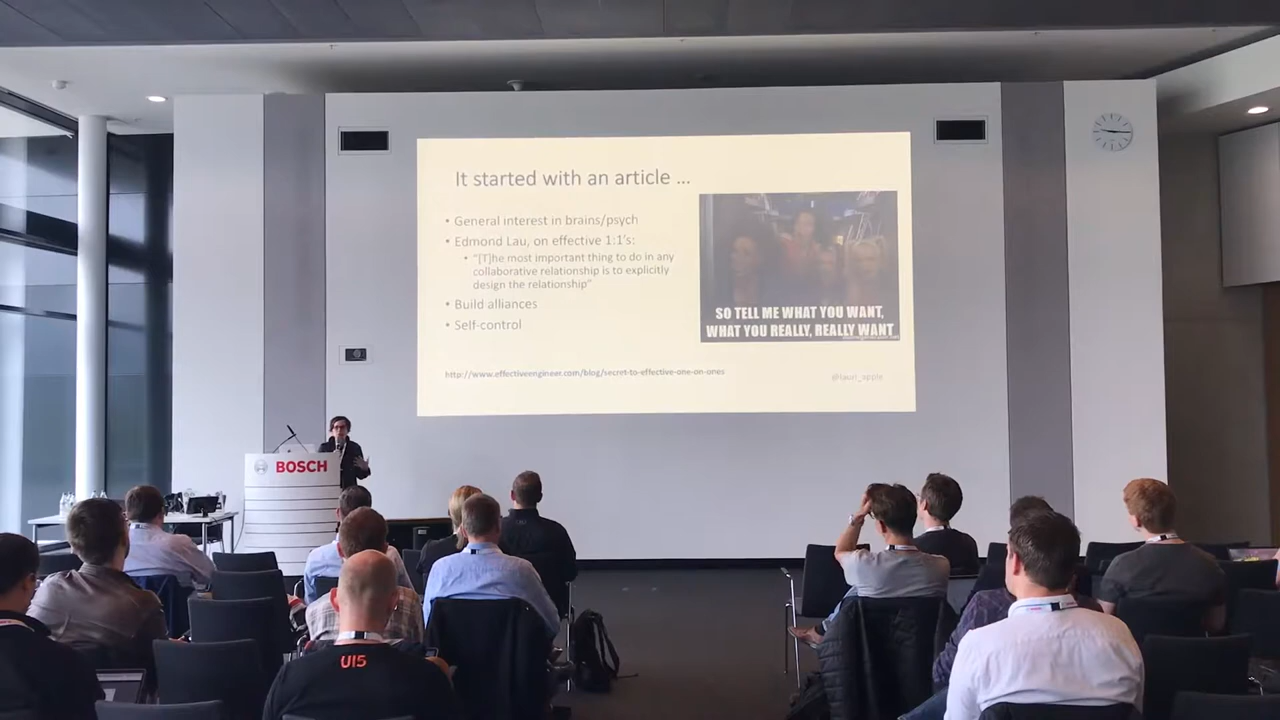 It started with an article ...
• General interest in brains/psych
• Edmond Lau, on effective 1:1's:
• "[T]he most important thing to do in any
collaborative relationship is to explicitly
design the relationship"
• Build alliances
• Self-control
SO TELL ME WHAT YOU WANT,
WHAT YOU REALLY, REALLY WANT
http://www.effectiveengineer.com/blog/secret-to-effective-one-on-ones
@lauri_apple
BOSCH
U15